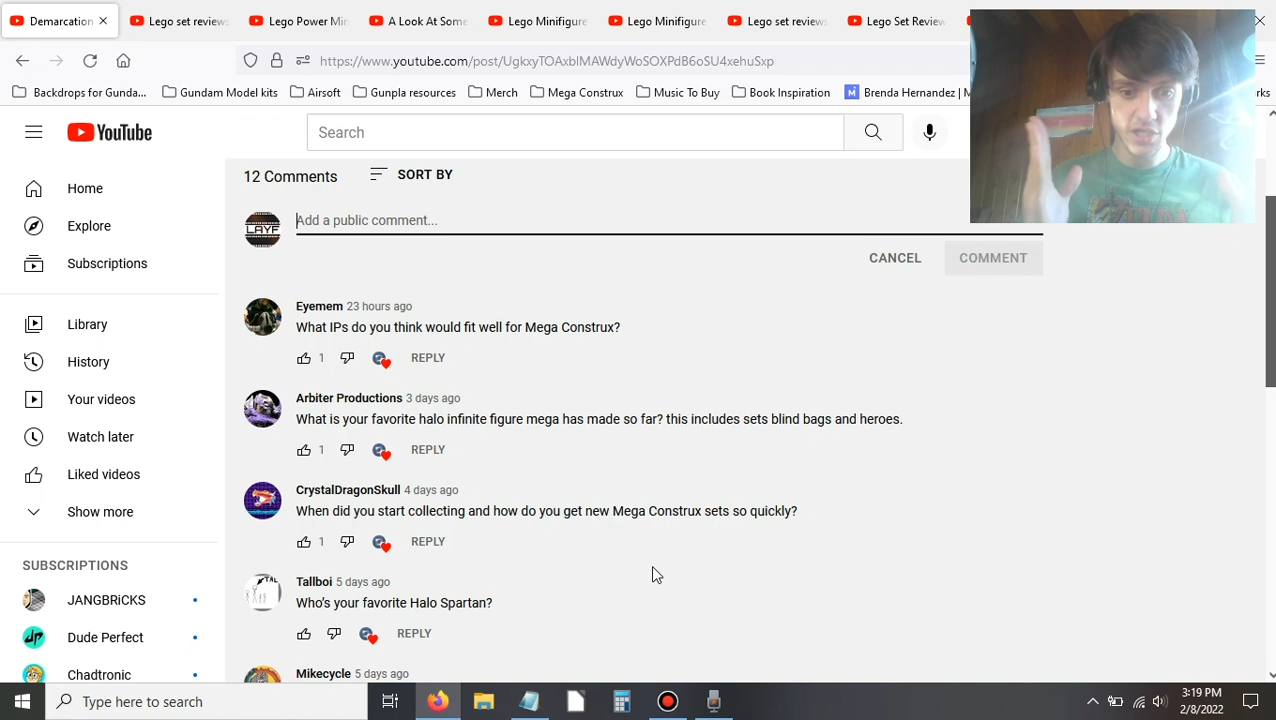 Demarcation
Lego set reviews
Lego Power Min
A Look At Some
Lego Minifigure
Lego Minifigure
Lego set reviews
Lego Set Review
https://www.youtube.com/post/UgkxyTOAxblMAWdyWoSOXPdB6oSU4xehuSxp
Backdrops for Gunda...
Gundam Model kits
Airsoft
Gunpla resources
Merch
Mega Construx
Music To Buy
Book Inspiration
Brenda Hernandez | M
rks
YouTube
Search
Home
Explore
Subscriptions
Library
History
Your videos
Watch later
Liked videos
Show more
SUBSCRIPTIONS
JANGBRiCKS
Dude Perfect
Chadtronic
12 Comments
SORT BY
LAYF
Add a public comment...
CANCEL
COMMENT
Eyemem 23 hours ago
What IPs do you think would fit well for Mega Construx?
1
REPLY
Arbiter Productions 3 days ago
What is your favorite halo infinite figure mega has made so far? this includes sets blind bags and heroes.
1
REPLY
CrystalDragonSkull 4 days ago
When did you start collecting and how do you get new Mega Construx sets so quickly?
1
REPLY
Tallboi 5 days ago
Who's your favorite Halo Spartan?
REPLY
Mikecycle 5 days ago
Type here to search
3:19 PM
2/8/2022